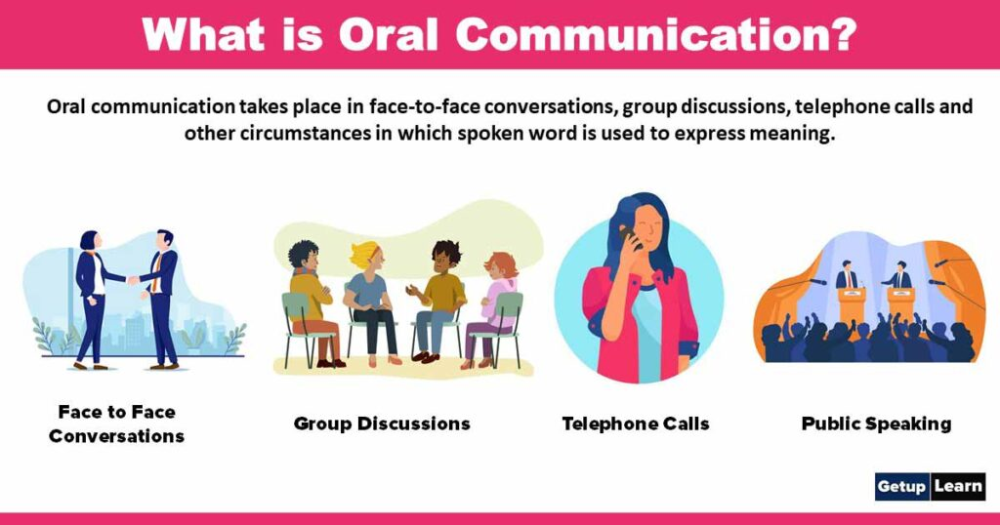 What is Oral Communication?
Oral communication takes place in face-to-face conversations, group discussions, telephone calls and
other circumstances in which spoken word is used to express meaning.
Face to Face
Conversations
Group Discussions
Telephone Calls
Public Speaking
Getup Learn